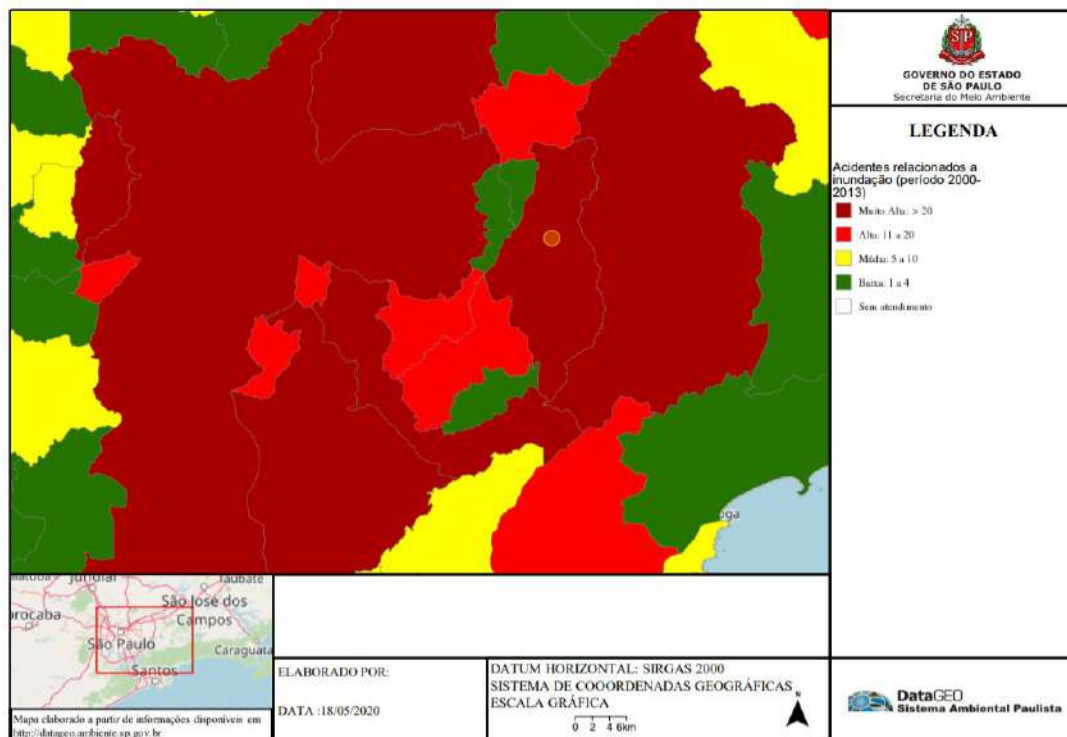 GOVERNO DO ESTADO
DE SÃO PAULO
Secretaria do Meio Ambiente
LEGENDA
Acidentes relacionados a
inundação (período 2000-
2013)
Muito Alta: > 20
Alta: 11 a 20
Média: 5 a 10
Baixa: 1 a 4
Sem atendimento
oga
Jundiaí
Taubaté
São José dos
Campos
orocaba
São Paulo
Caraguata
Santos
Mapa elaborado a partir de informações disponíveis em
http://datageo.ambiente.sp.gov.br
ELABORADO POR:
DATA :18/05/2020
DATUM HORIZONTAL: SIRGAS 2000
SISTEMA DE COOORDENADAS GEOGRÁFICAS
ESCALA GRÁFICA
0 2 4 6km
N
DataGEO
Sistema Ambiental Paulista